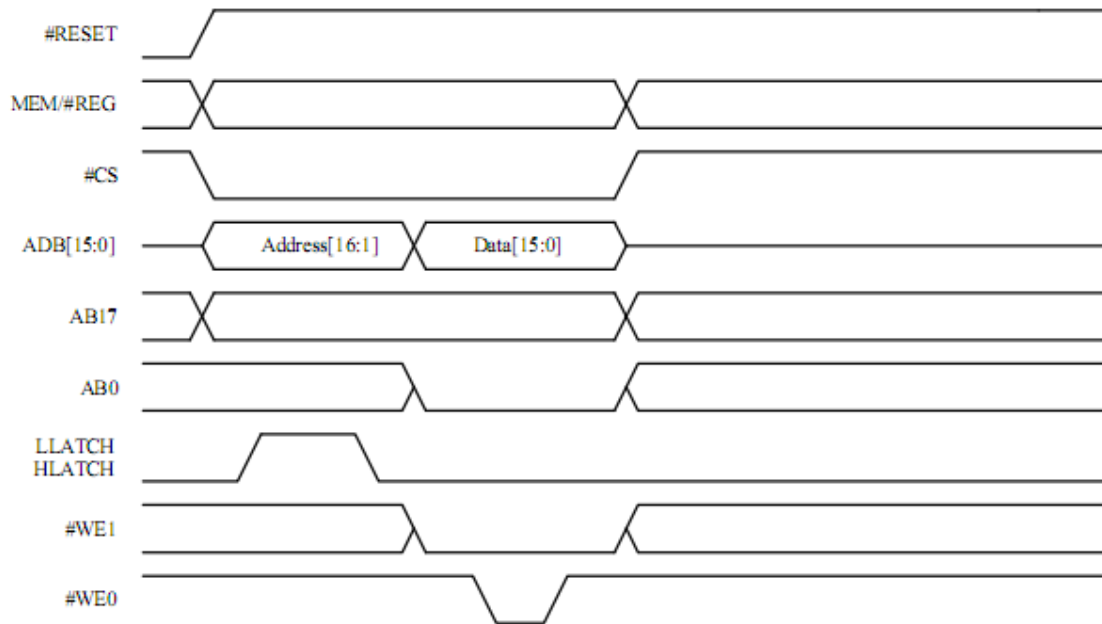 #RESET
MEM/#REG
#CS
ADB[15:0]
Address[16:1]
Data[15:0]
AB17
AB0
LLATCH
HLATCH
#WE1
#WE0